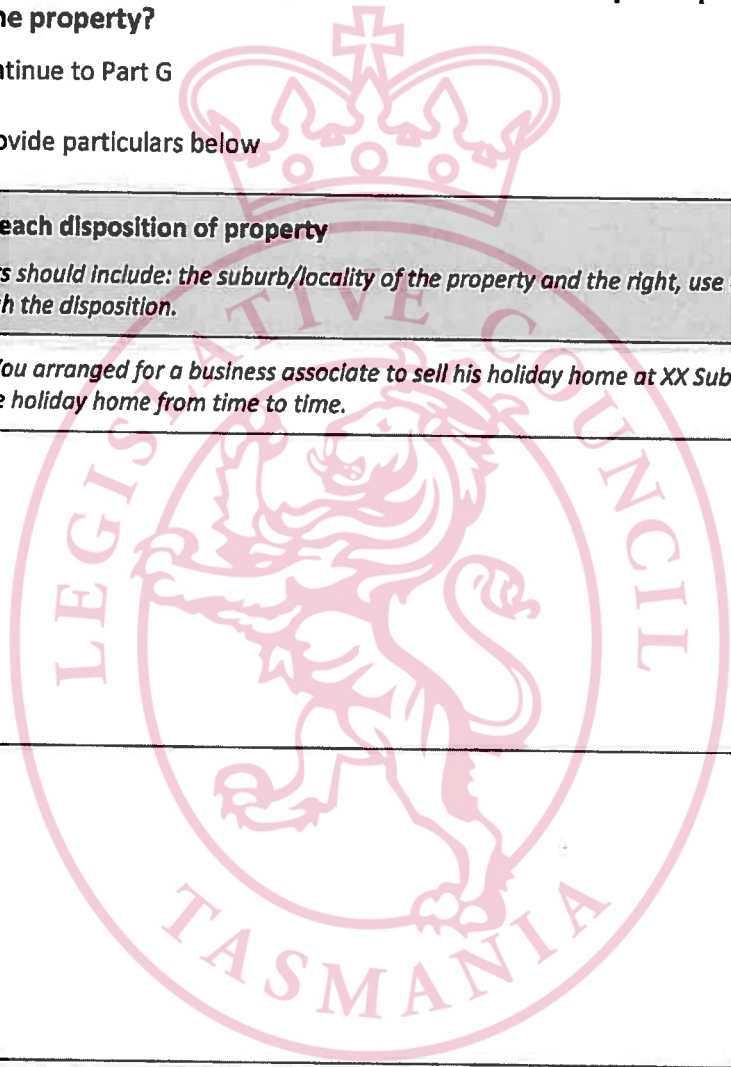 ne property?
ntinue to Part G
ovide particulars below
each disposition of property
s should include: the suburb/locality of the property and the right, use
h the disposition.
You arranged for a business associate to sell his holiday home at XX Sub
e holiday home from time to time.
LEGISLATIVE COUNCIL
TASMANIA